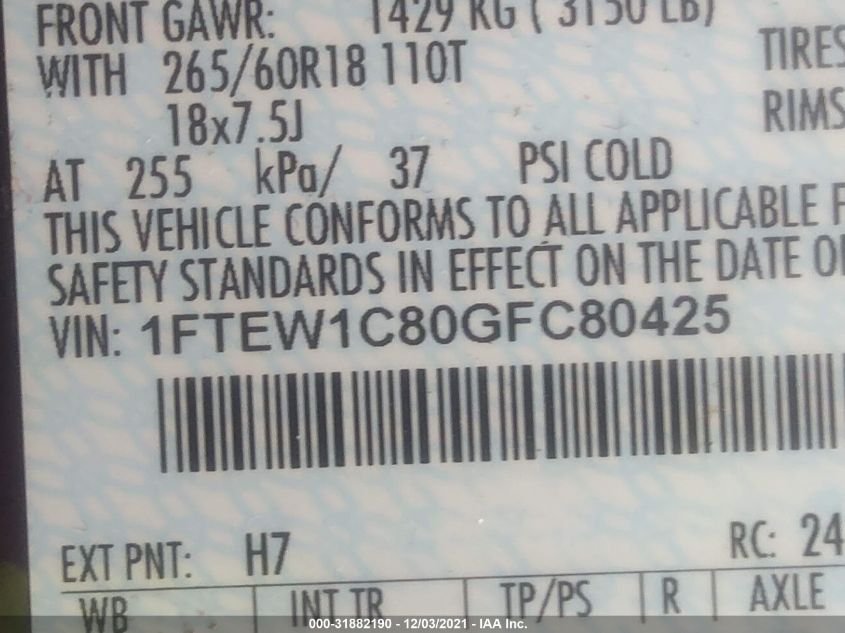 FRONT GAWR: 1429 KG ( 3150 LB)
WITH 265/60R18 110T TIRES
18x7.5J RIMS
AT 255 kPa/ 37 PSI COLD
THIS VEHICLE CONFORMS TO ALL APPLICABLE F
SAFETY STANDARDS IN EFFECT ON THE DATE O
VIN: 1FTEW1C80GFC80425
EXT PNT: H7 RC: 24
WB INT TR TP/PS R AXLE
000-31882190 - 12/03/2021 - IAA Inc.